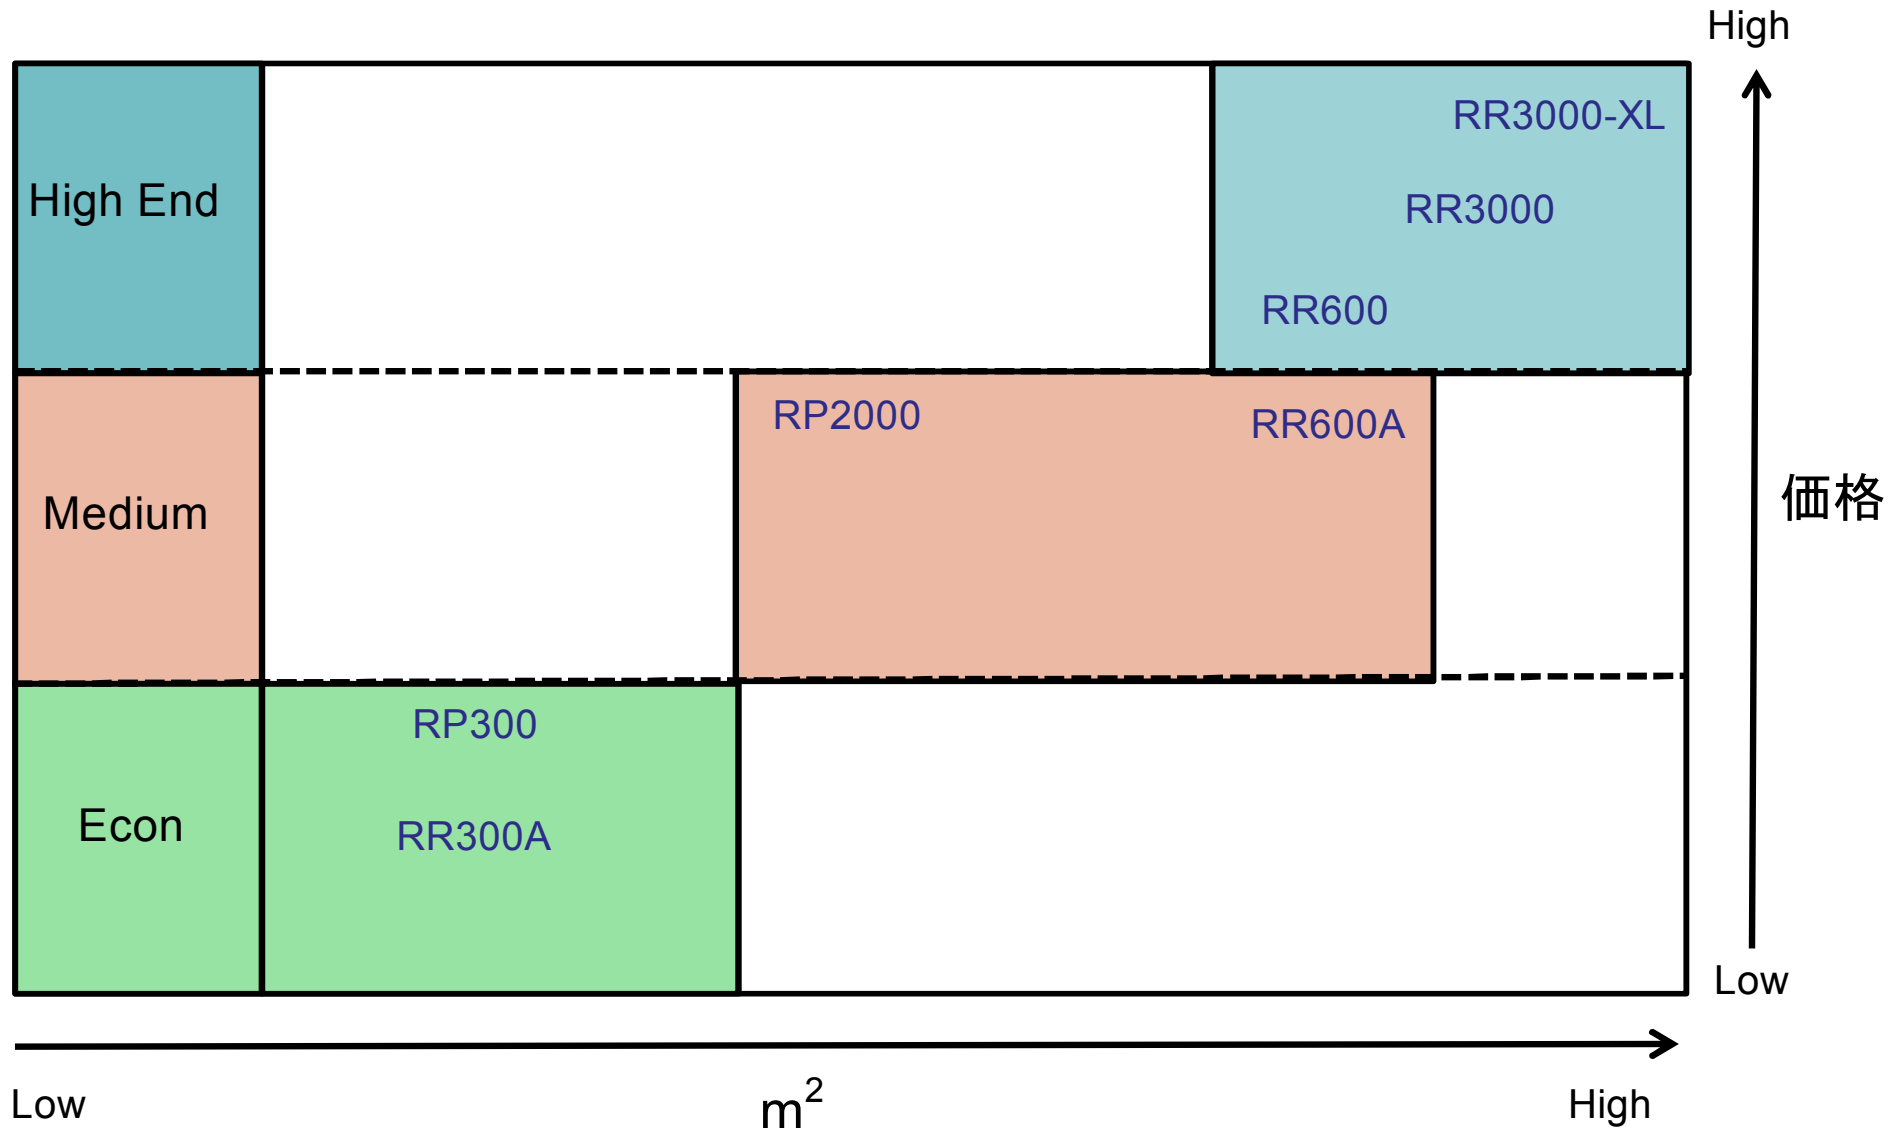 High
RR3000-XL
High End
RR3000
RR600
RP2000
RR600A
価格
Medium
RP300
Econ
RR300A
Low
Low
m²
High